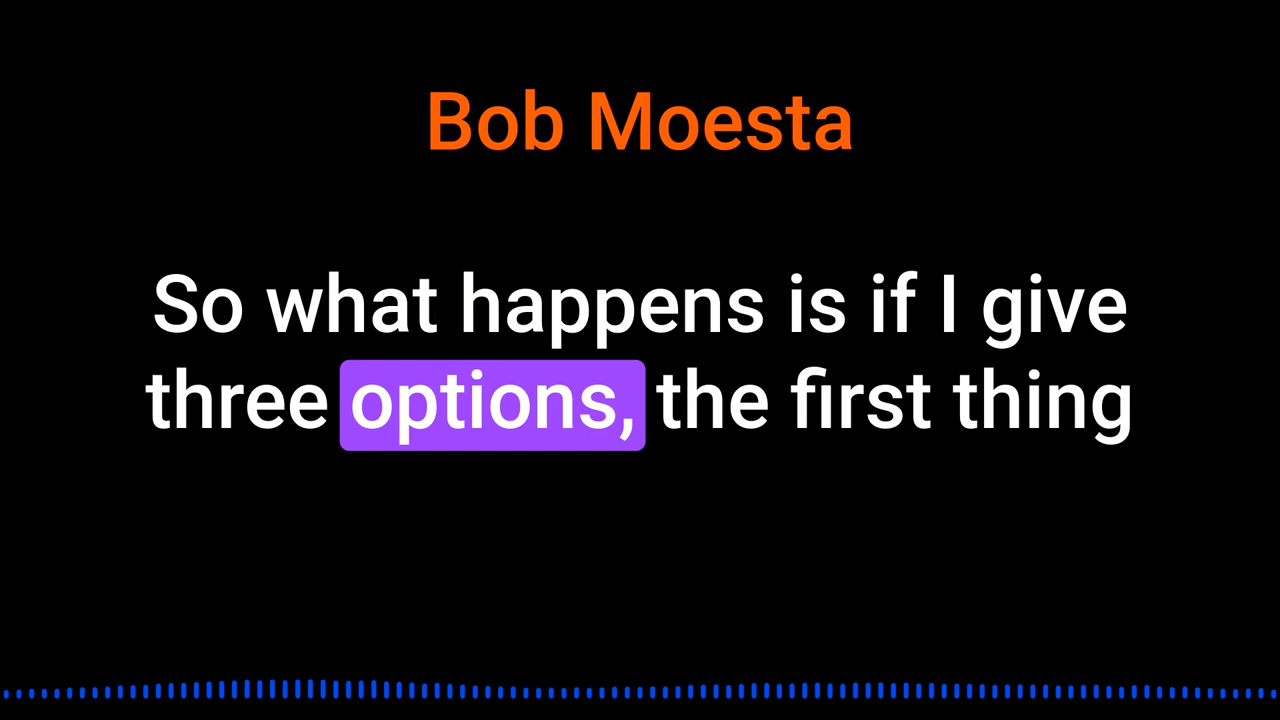 Bob Moesta
So what happens is if I give
three options, the first thing